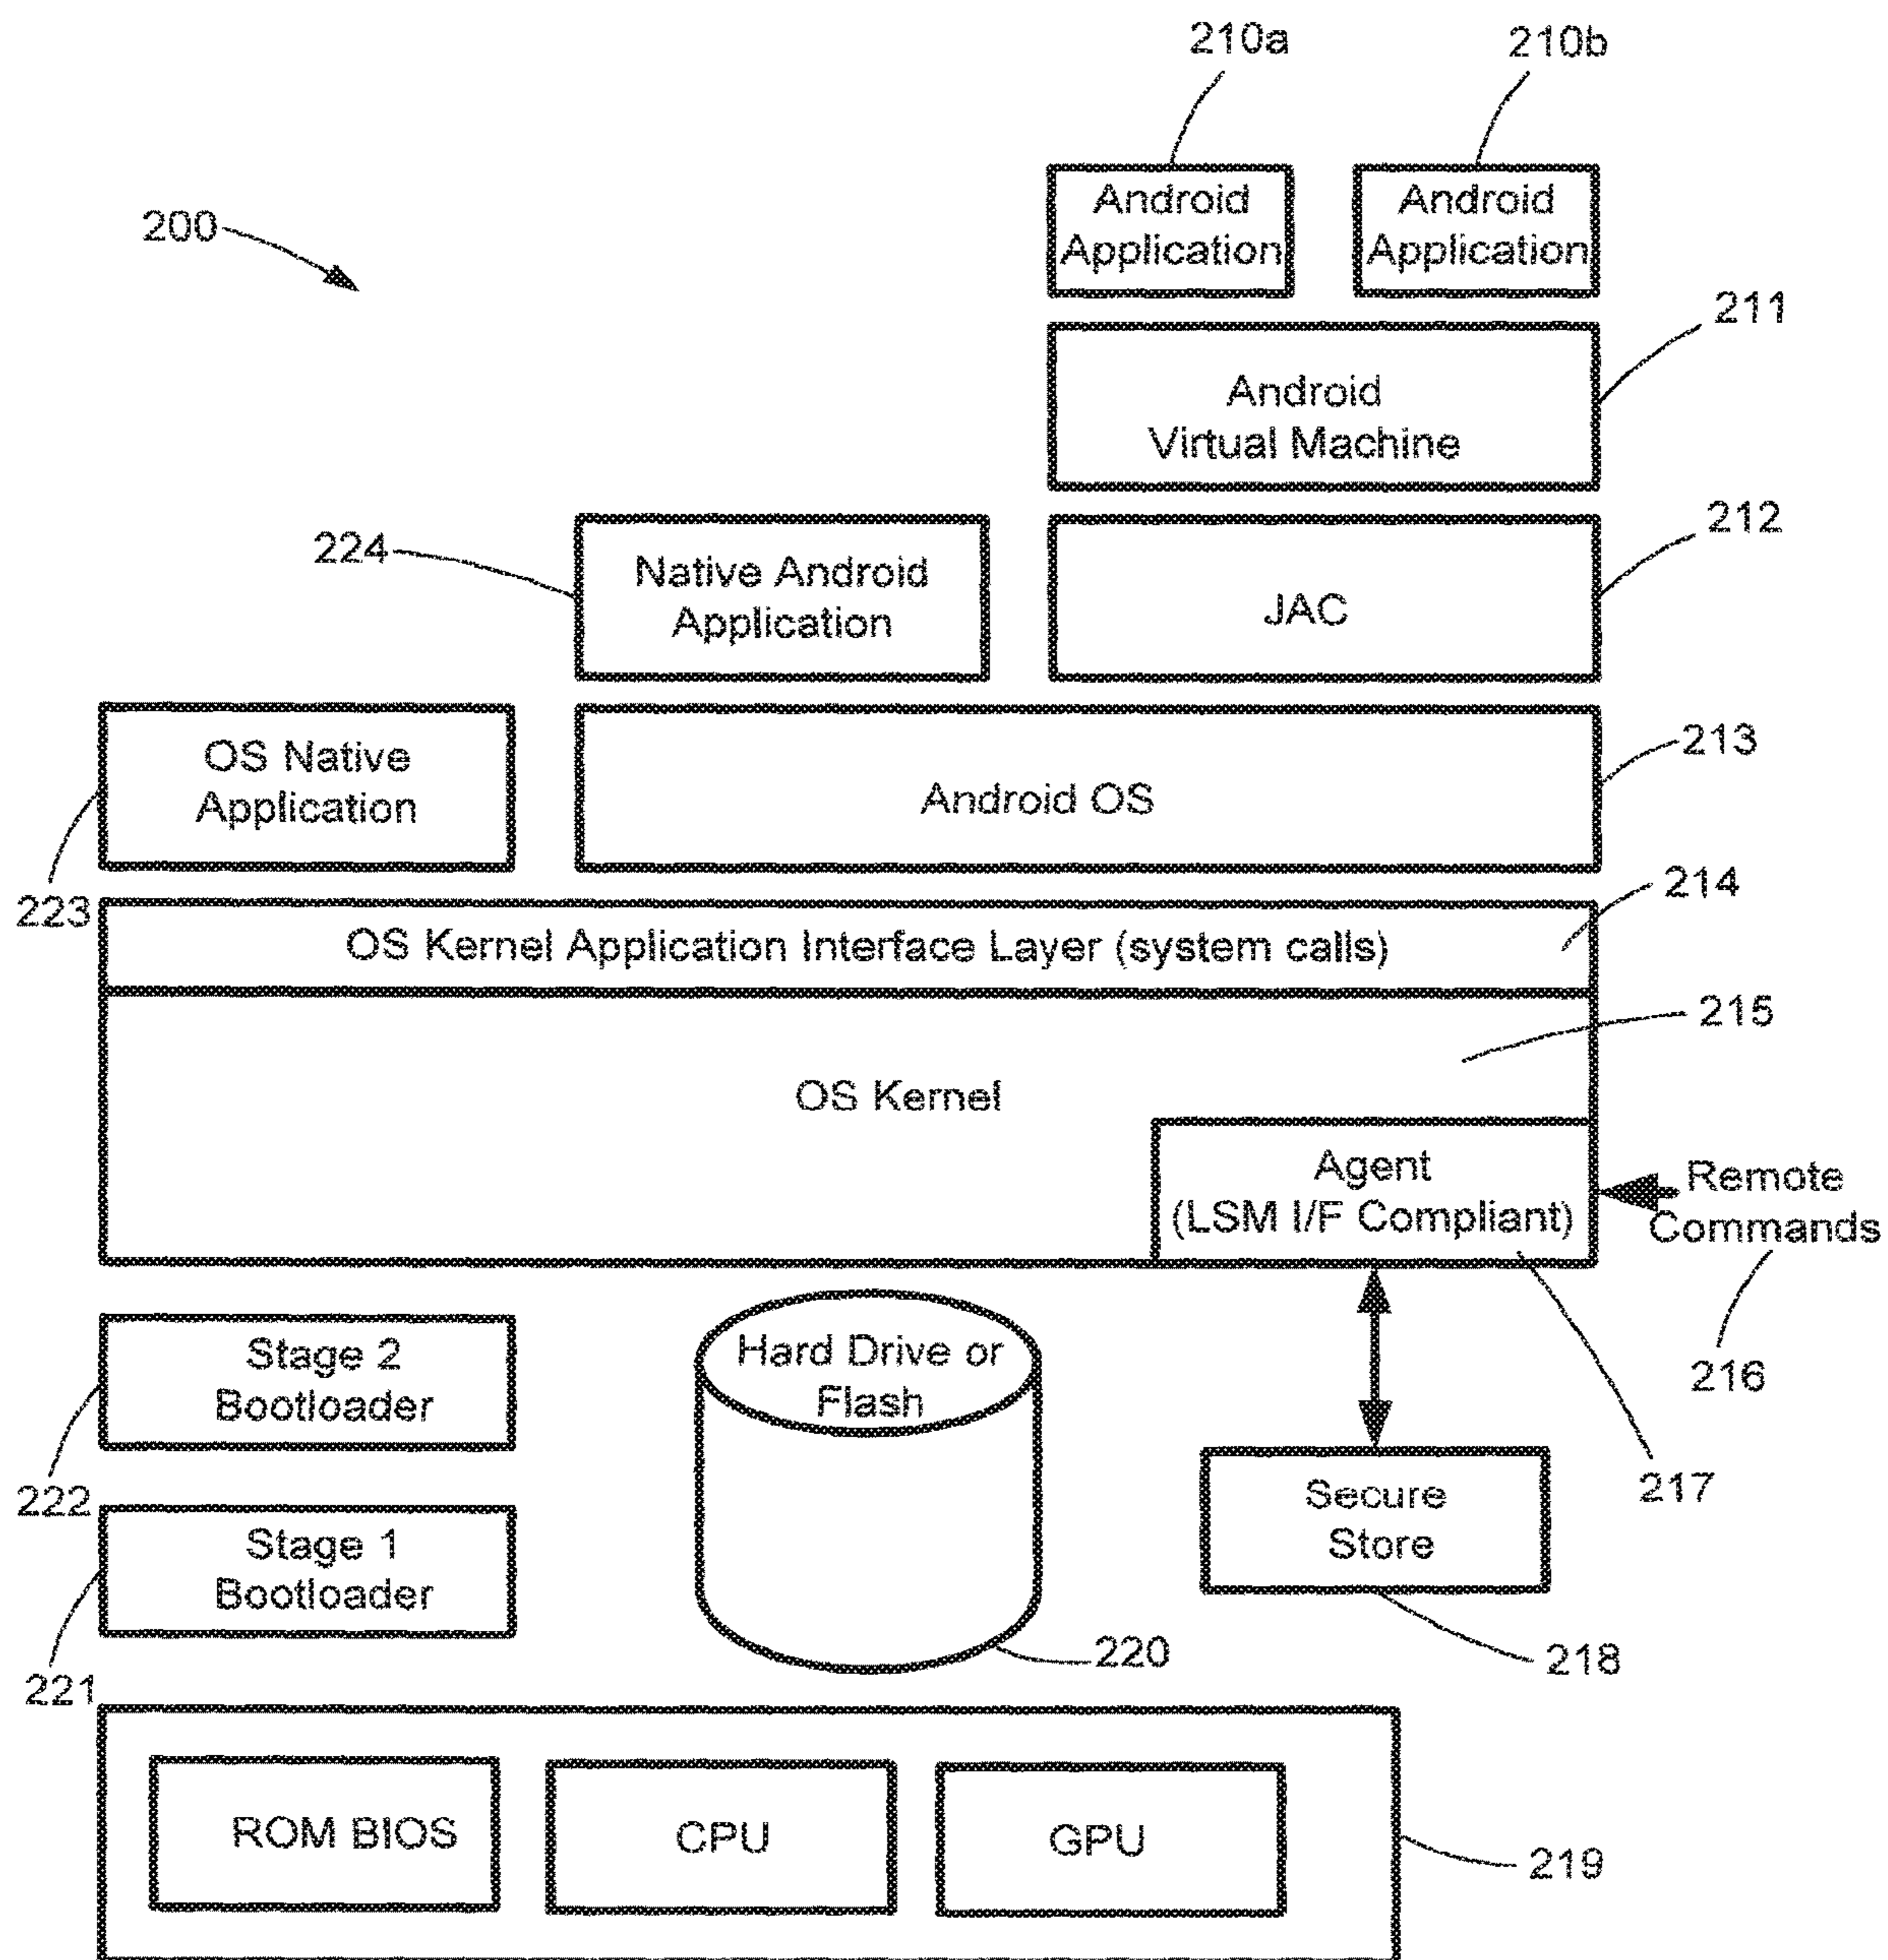 210a
210b
Android
Application
Android
Application
200
211
Android
Virtual Machine
212
224
Native Android
Application
JAC
OS Native
Application
213
Android OS
223
214
OS Kernel Application Interface Layer (system calls)
215
OS Kernel
Agent
(LSM I/F Compliant)
Remote
Commands
216
Stage 2
Bootloader
Hard Drive or
Flash
222
217
Secure
Store
Stage 1
Bootloader
220
218
221
ROM BIOS
CPU
GPU
219